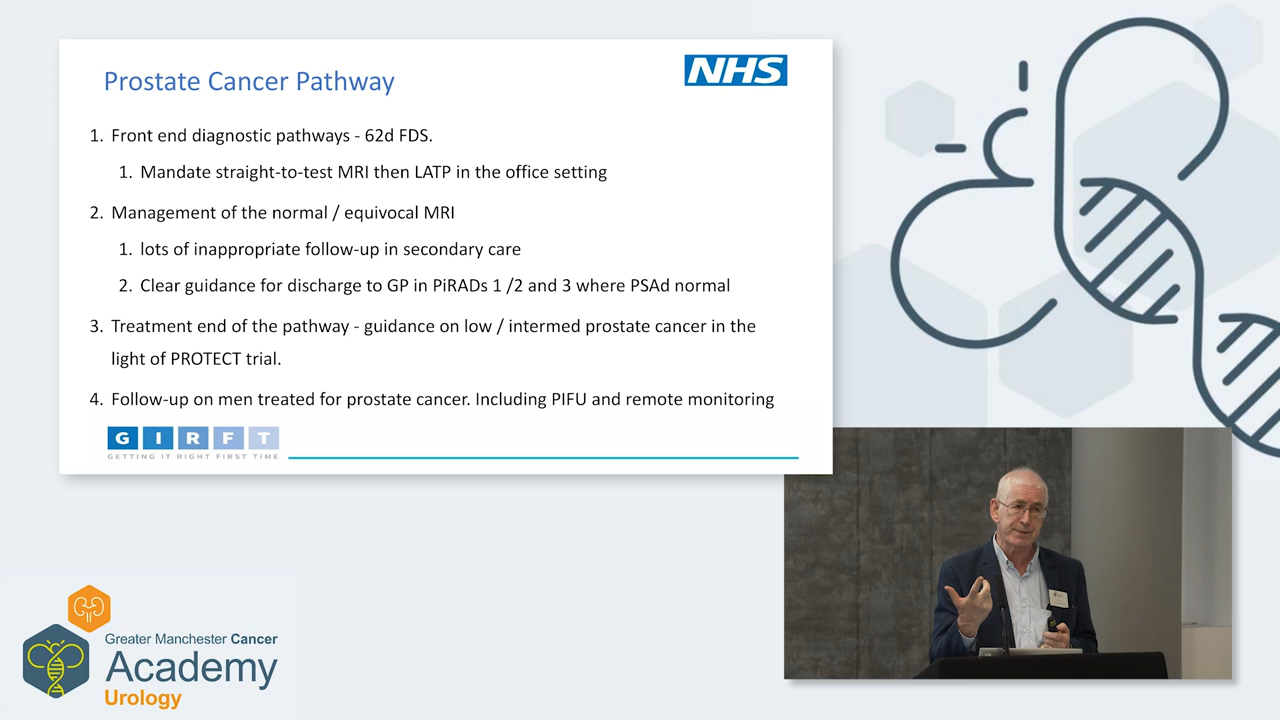 Prostate Cancer Pathway
NHS
1. Front end diagnostic pathways - 62d FDS.
1. Mandate straight-to-test MRI then LATP in the office setting
2. Management of the normal / equivocal MRI
1. lots of inappropriate follow-up in secondary care
2. Clear guidance for discharge to GP in PiRADs 1 /2 and 3 where PSAd normal
3. Treatment end of the pathway - guidance on low / intermed prostate cancer in the
light of PROTECT trial.
4. Follow-up on men treated for prostate cancer. Including PIFU and remote monitoring
G I R F T
GETTING IT RIGHT FIRST TIME
Greater Manchester Cancer
Academy
Urology